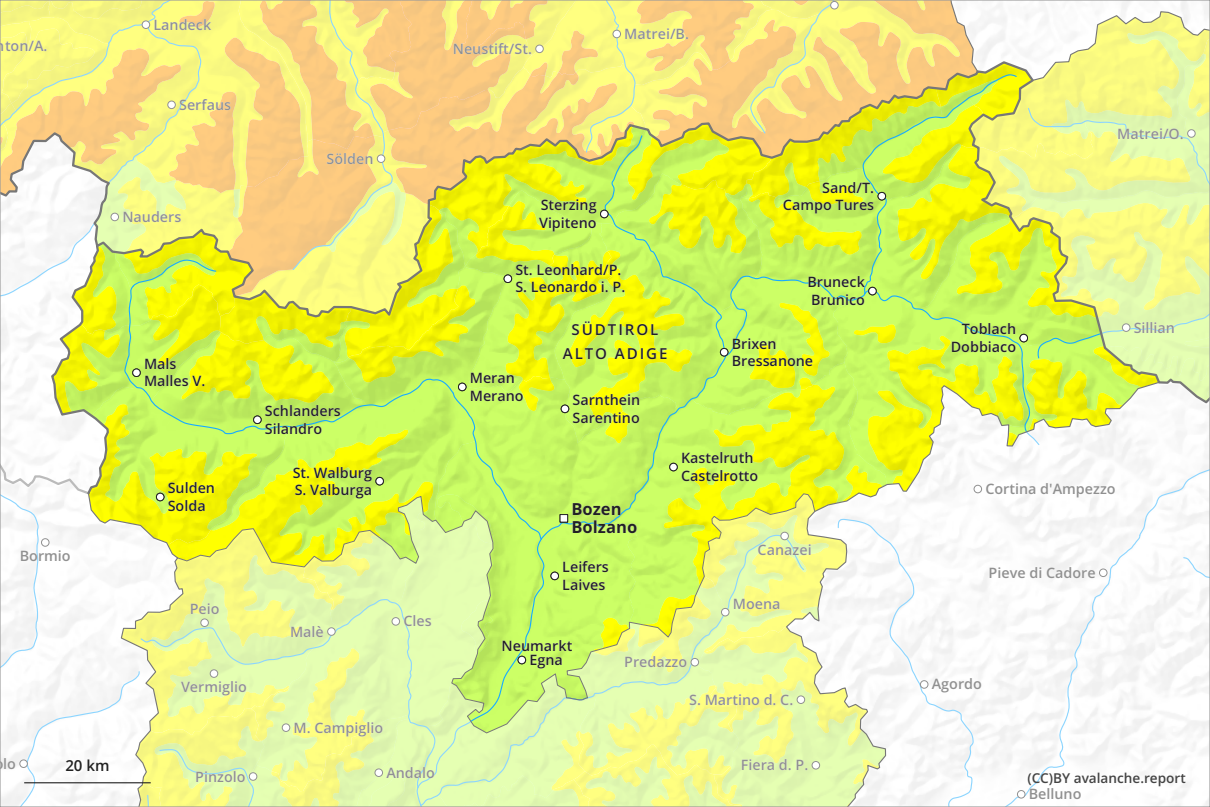 Landeck
Matrei/B.
Neustift/St.
nton/A.
Serfaus
Matrei/O.
Sölden
Sand/T.
Campo Tures
Sterzing
Vipiteno
Nauders
St. Leonhard/P.
S. Leonardo i. P.
Bruneck
Brunico
SÜDTIROL
ALTO ADIGE
Toblach
Dobbiaco
Sillian
Brixen
Bressanone
Mals
Malles V.
Meran
Merano
Schlanders
Silandro
Sarnthein
Sarentino
Kastelruth
Castelrotto
St. Walburg
S. Valburga
Sulden
Solda
Cortina d'Ampezzo
Bozen
Bolzano
Bormio
Canazei
Leifers
Laives
Pieve di Cadore
Peio
Moena
Cles
Malè
Neumarkt
Egna
Predazzo
Vermiglio
Agordo
S. Martino d. C.
M. Campiglio
20 km
olo
Pinzolo
Andalo
Fiera d. P.
(CC)BY avalanche.report
Belluno